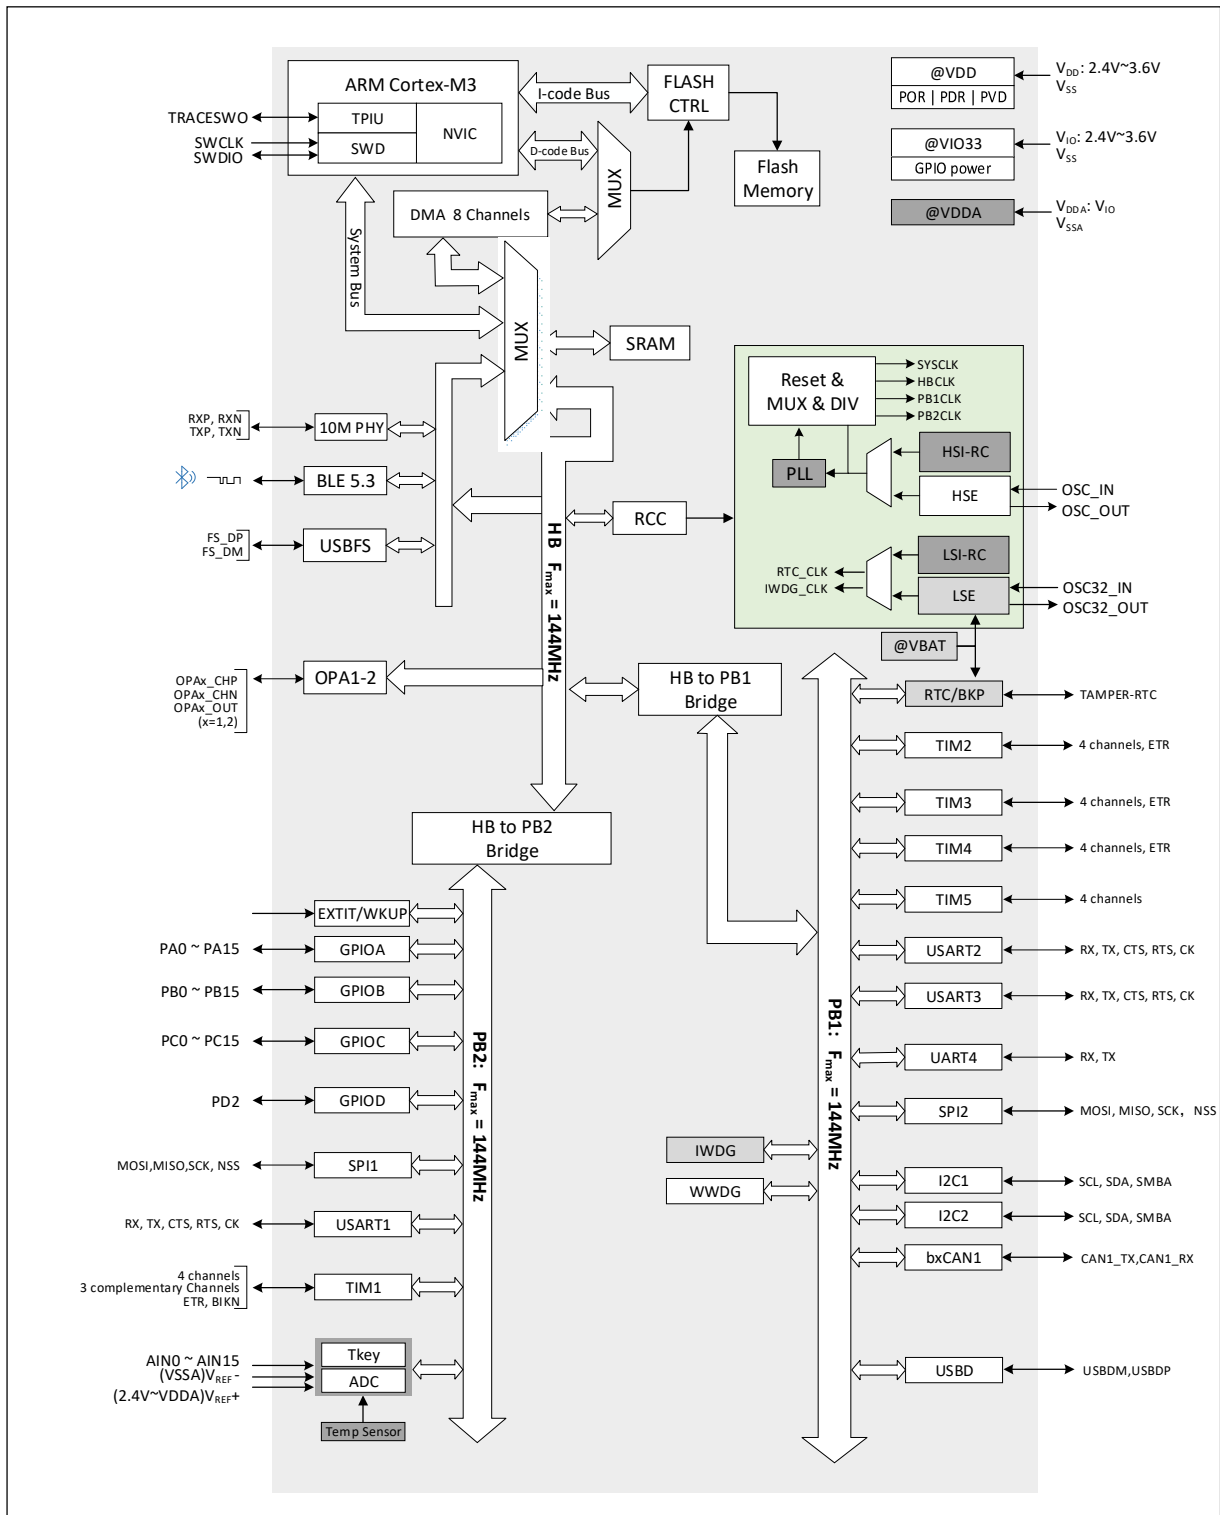 ARM Cortex-M3
TPIU
SWD
NVIC
TRACESWO
SWCLK
SWDIO
I-code Bus
D-code Bus
FLASH
CTRL
Flash
Memory
MUX
@VDD
POR | PDR | PVD
VDD: 2.4V~3.6V
VSS
@VIO33
GPIO power
VIO: 2.4V~3.6V
VSS
@VDDA
VDDA: VIO
VSSA
DMA 8 Channels
System Bus
MUX
SRAM
RXP, RXN
TXP, TXN
10M PHY
BLE 5.3
FS_DP
FS_DM
USBFS
HB Fmax = 144MHz
RCC
Reset &
MUX & DIV
SYSCLK
HBCLK
PB1CLK
PB2CLK
PLL
HSI-RC
HSE
OSC_IN
OSC_OUT
RTC_CLK
IWDG_CLK
LSI-RC
LSE
OSC32_IN
OSC32_OUT
@VBAT
OPAx_CHP
OPAx_CHN
OPAx_OUT
(x=1,2)
OPA1-2
HB to PB1
Bridge
HB to PB2
Bridge
RTC/BKP
TAMPER-RTC
TIM2
4 channels, ETR
TIM3
4 channels, ETR
TIM4
4 channels, ETR
TIM5
4 channels
USART2
RX, TX, CTS, RTS, CK
USART3
RX, TX, CTS, RTS, CK
UART4
RX, TX
SPI2
MOSI, MISO, SCK，NSS
I2C1
SCL, SDA, SMBA
I2C2
SCL, SDA, SMBA
bxCAN1
CAN1_TX,CAN1_RX
USBD
USBDM,USBDP
PB1: Fmax = 144MHz
IWDG
WWDG
EXTIT/WKUP
PA0 ~ PA15
GPIOA
PB0 ~ PB15
GPIOB
PC0 ~ PC15
GPIOC
PD2
GPIOD
MOSI,MISO,SCK, NSS
SPI1
RX, TX, CTS, RTS, CK
USART1
4 channels
3 complementary Channels
ETR, BIKN
TIM1
PB2: Fmax = 144MHz
AIN0 ~ AIN15
(VSSA)VREF-
(2.4V~VDDA)VREF+
Tkey
ADC
Temp Sensor